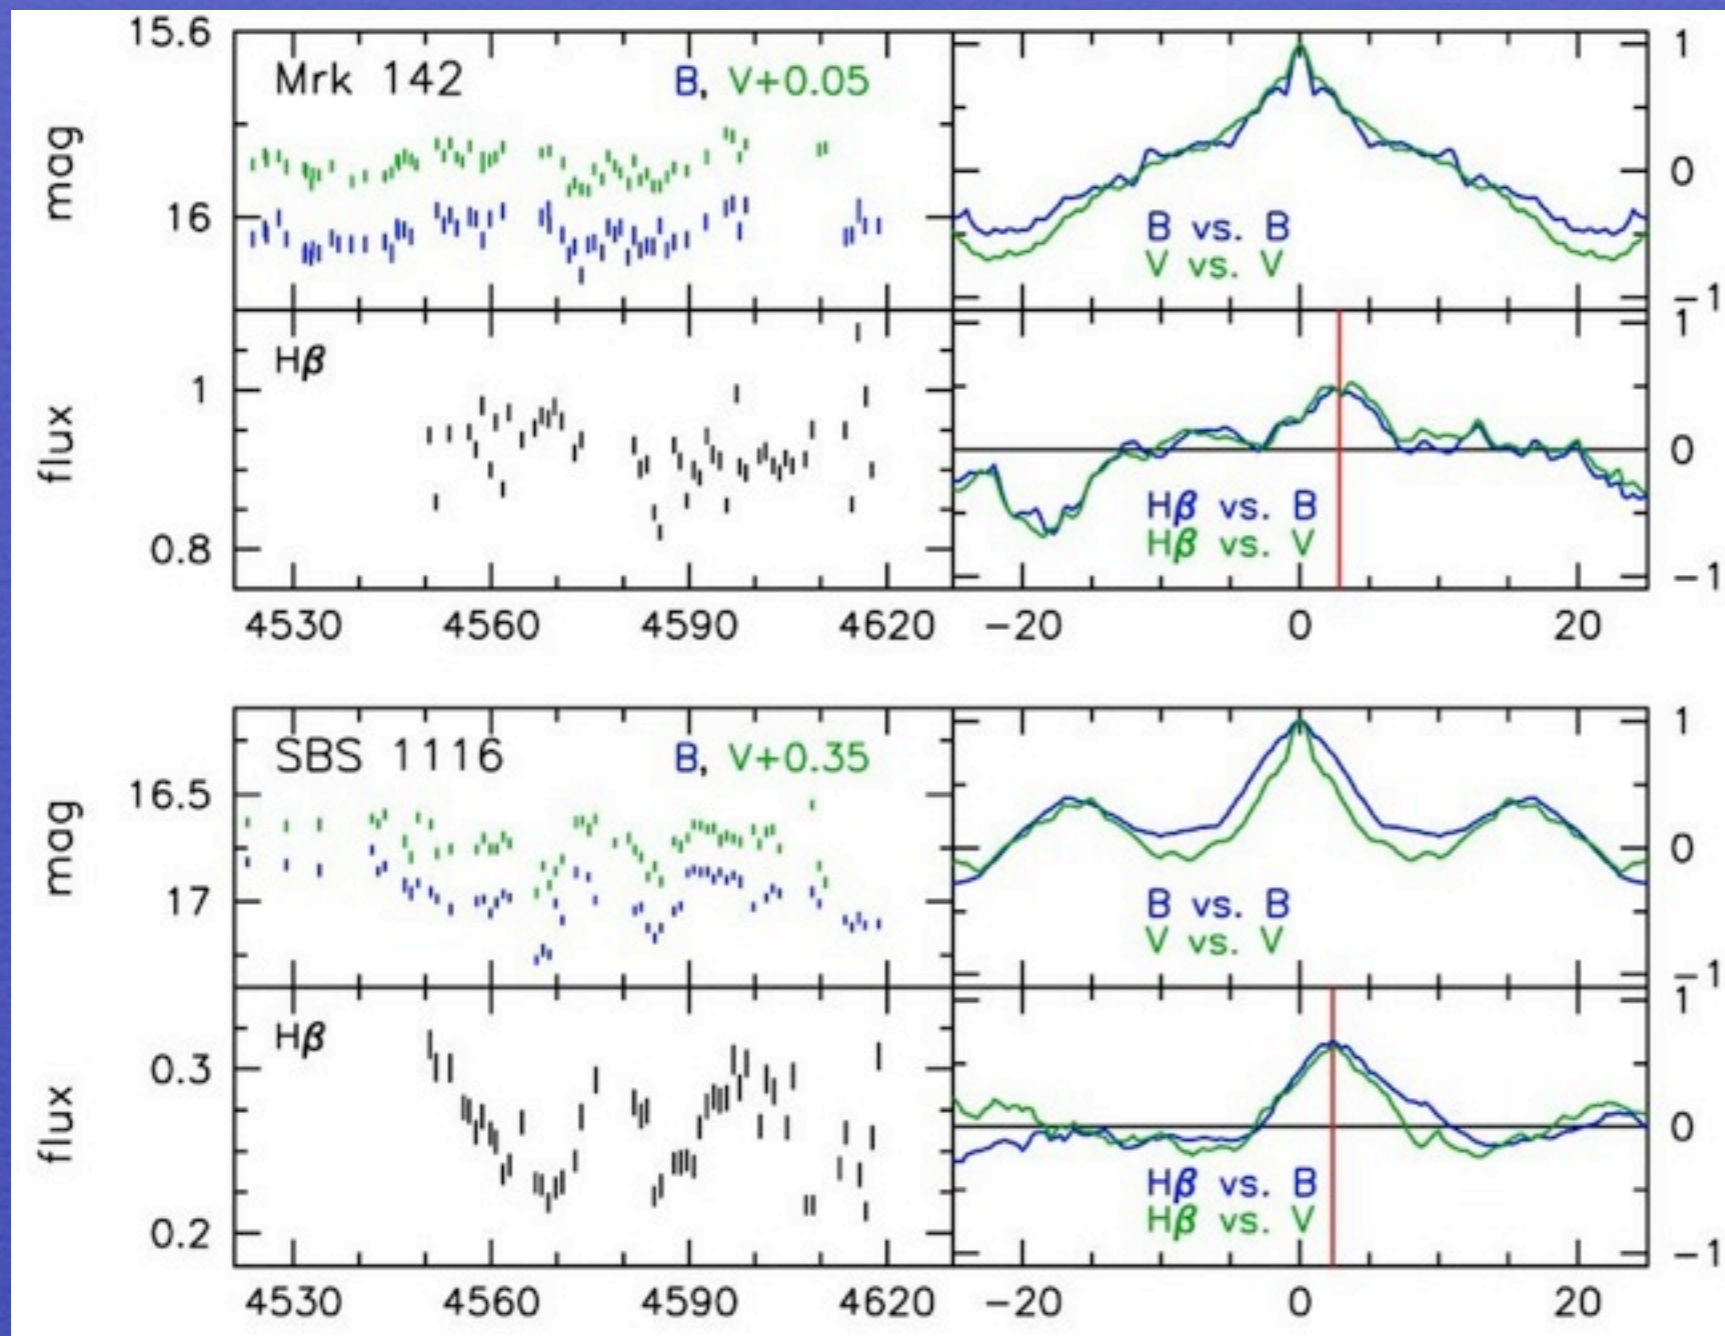 15.6
Mrk 142 B, V+0.05
mag
16
1
0
B vs. B
V vs. V
−1
Hβ
1
1
flux
0
Hβ vs. B
0.8
Hβ vs. V
−1
4530 4560 4590 4620 −20 0 20
SBS 1116 B, V+0.35
1
16.5
mag
0
17
B vs. B
V vs. V
−1
Hβ
1
0.3
flux
0
Hβ vs. B
0.2
Hβ vs. V
−1
4530 4560 4590 4620 −20 0 20